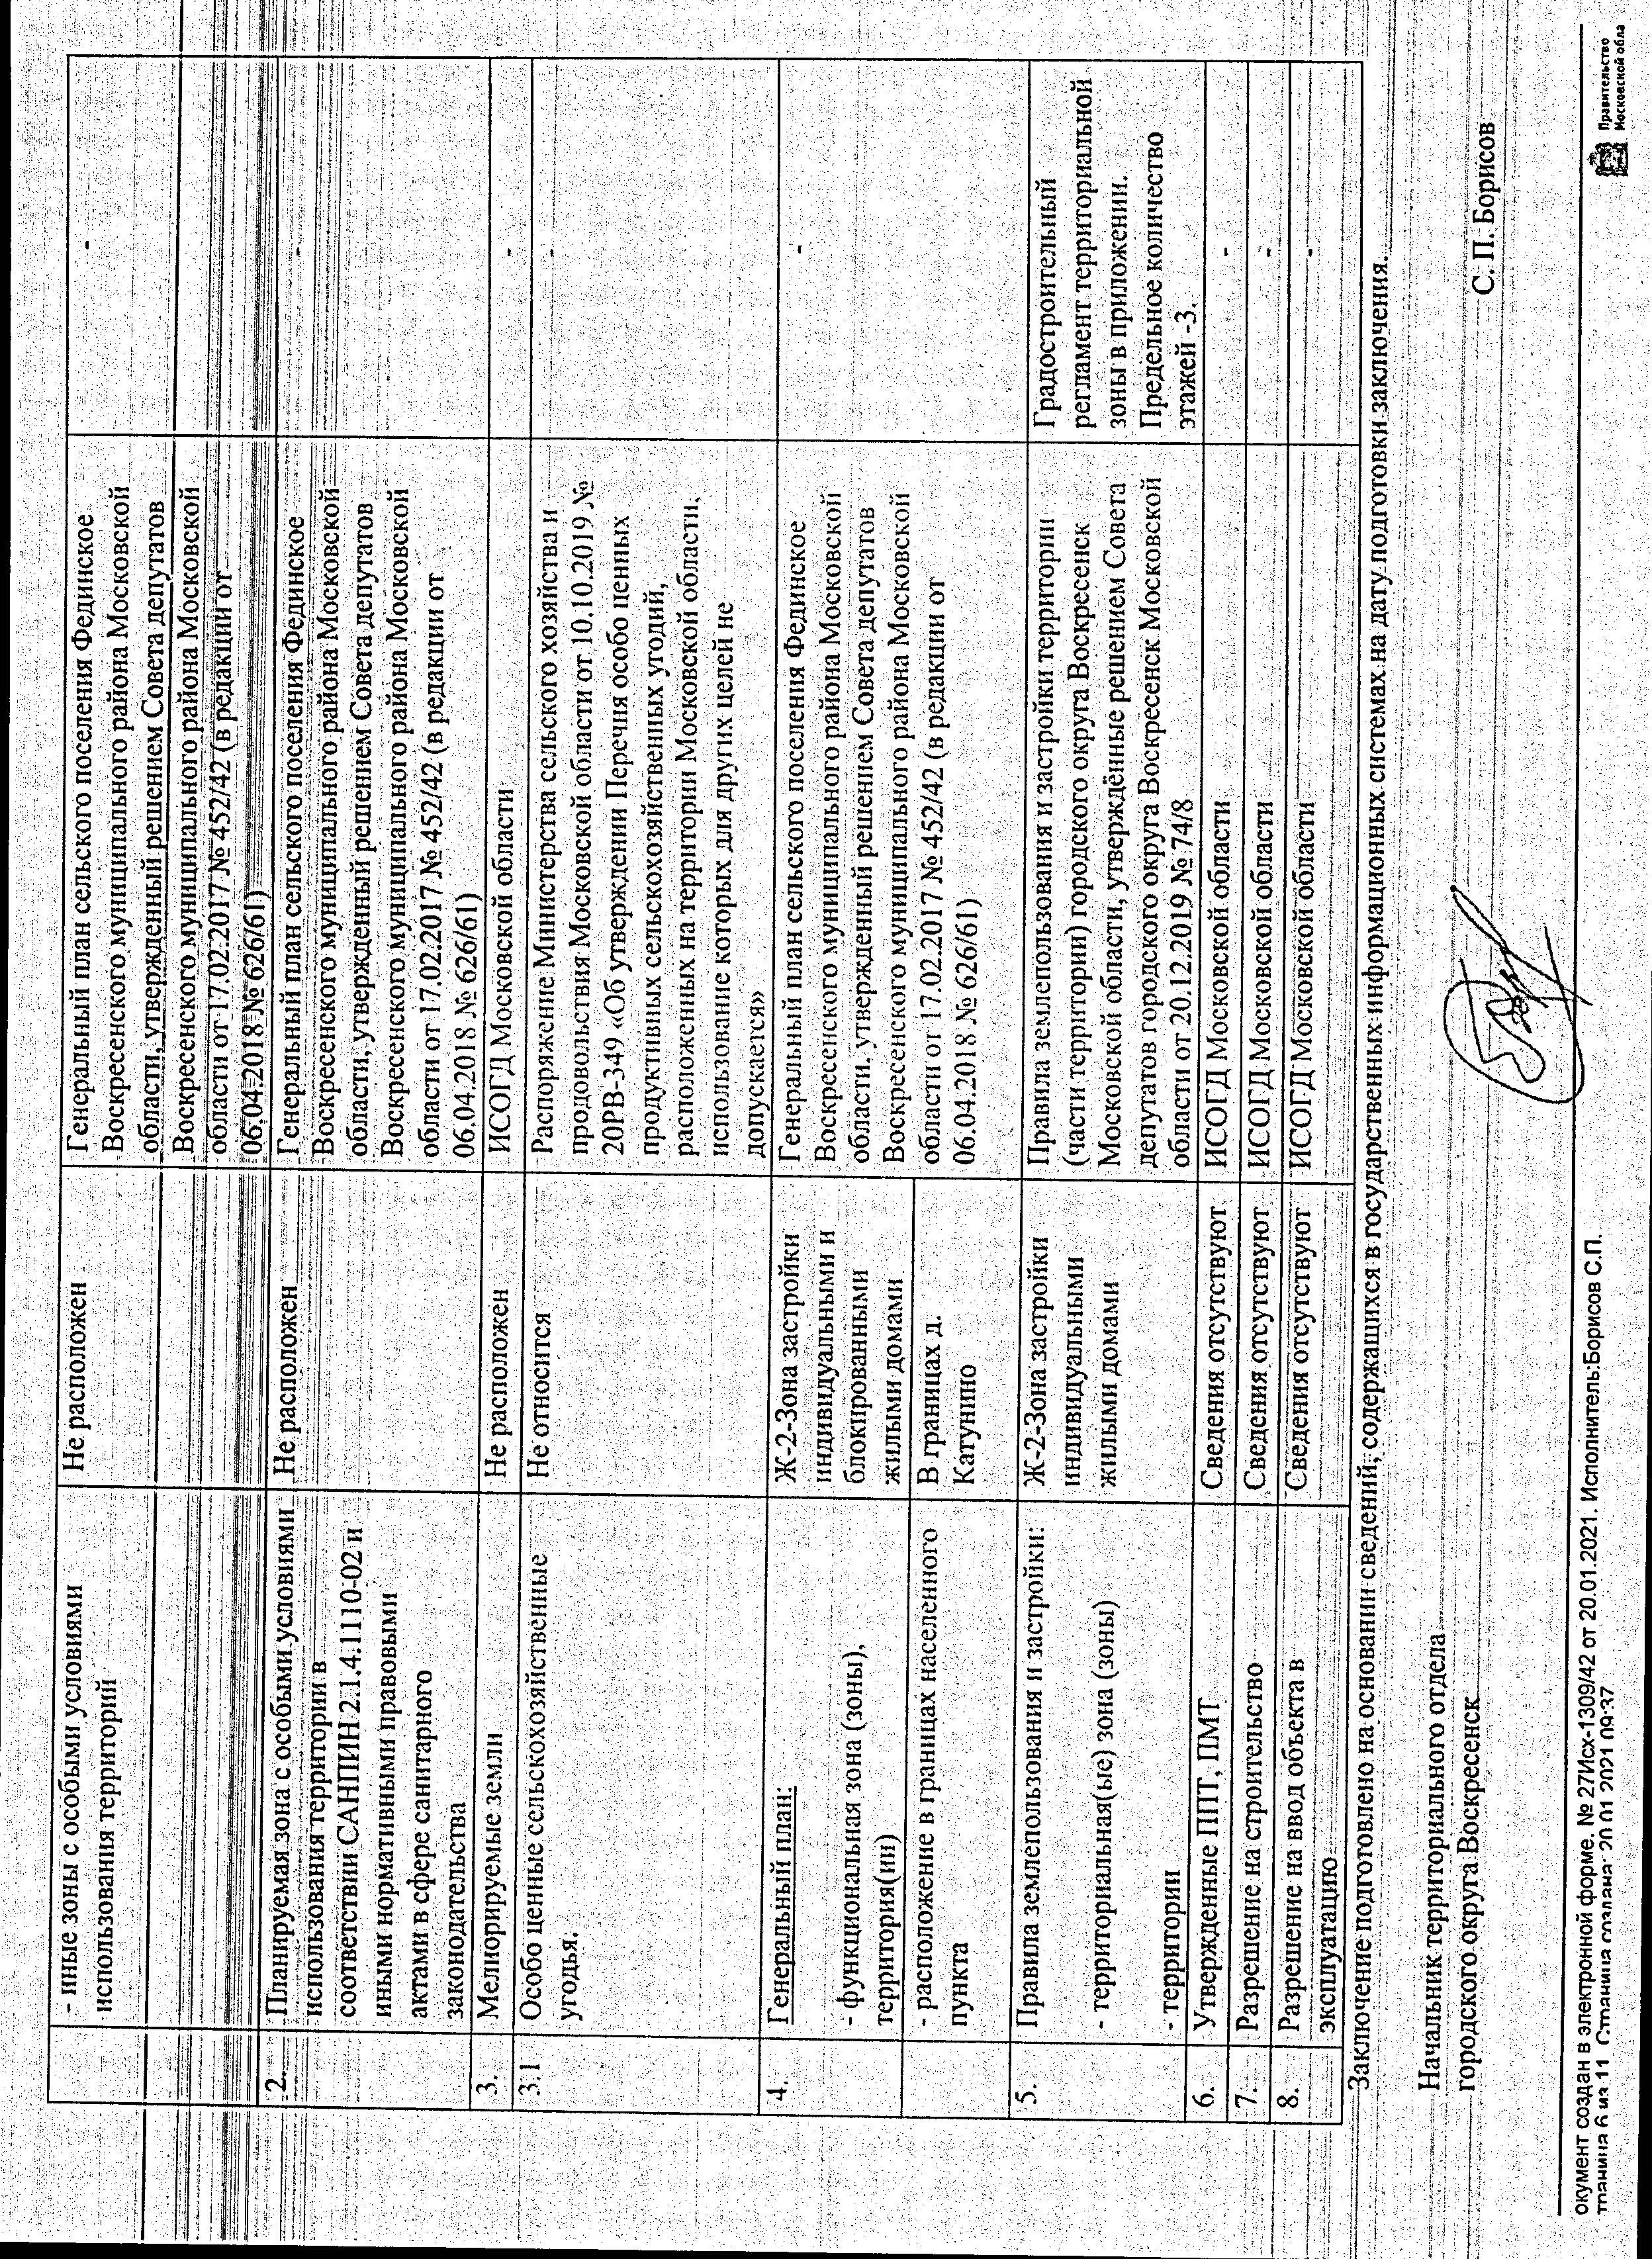 - иные зоны с особыми условиями
использования территорий
Не расположен
Генеральный план сельского поселения Фединское
Воскресенского муниципального района Московской
области, утвержденный решением Совета депутатов
Воскресенского муниципального района Московской
области от 17.02.2017 № 452/42 (в редакции от
06.04.2018 № 626/61)
-
2.
Планируемая зона с особыми условиями
использования территории в
соответствии САНПИН 2.1.4.1110-02 и
иными нормативными правовыми
актами в сфере санитарного
законодательства
Не расположен
Генеральный план сельского поселения Фединское
Воскресенского муниципального района Московской
области, утвержденный решением Совета депутатов
Воскресенского муниципального района Московской
области от 17.02.2017 № 452/42 (в редакции от
06.04.2018 № 626/61)
-
3.
Мелиорируемые земли
Не расположен
ИСОГД Московской области
-
3.1
Особо ценные сельскохозяйственные
угодья.
Не относится
Распоряжение Министерства сельского хозяйства и
продовольствия Московской области от 10.10.2019 №
20РВ-349 «Об утверждении Перечня особо ценных
продуктивных сельскохозяйственных угодий,
расположенных на территории Московской области,
использование которых для других целей не
допускается»
-
4.
Генеральный план:
- функциональная зона (зоны),
территория(ии)
Ж-2-Зона застройки
индивидуальными и
блокированными
жилыми домами
Генеральный план сельского поселения Фединское
Воскресенского муниципального района Московской
области, утвержденный решением Совета депутатов
Воскресенского муниципального района Московской
области от 17.02.2017 № 452/42 (в редакции от
06.04.2018 № 626/61)
-
- расположение в границах населенного
пункта
В границах д.
Катунино
5.
Правила землепользования и застройки:
- территориальная(ые) зона (зоны)
- территории
Ж-2-Зона застройки
индивидуальными
жилыми домами
Правила землепользования и застройки территории
(части территории) городского округа Воскресенск
Московской области, утверждённые решением Совета
депутатов городского округа Воскресенск Московской
области от 20.12.2019 № 74/8
Градостроительный
регламент территориальной
зоны в приложении.
Предельное количество
этажей -3.
6.
Утвержденные ППТ, ПМТ
Сведения отсутствуют
ИСОГД Московской области
-
7.
Разрешение на строительство
Сведения отсутствуют
ИСОГД Московской области
-
8.
Разрешение на ввод объекта в
эксплуатацию
Сведения отсутствуют
ИСОГД Московской области
-
Заключение подготовлено на основании сведений, содержащихся в государственных информационных системах на дату подготовки заключения.
Начальник территориального отдела
городского округа Воскресенск
С. П. Борисов
окумент создан в электронной форме. № 27Исх-1309/42 от 20.01.2021. Исполнитель:Борисов С.П.
траница 6 из 11. Страница создана: 20.01.2021 09:37
Правительство
Московской обла